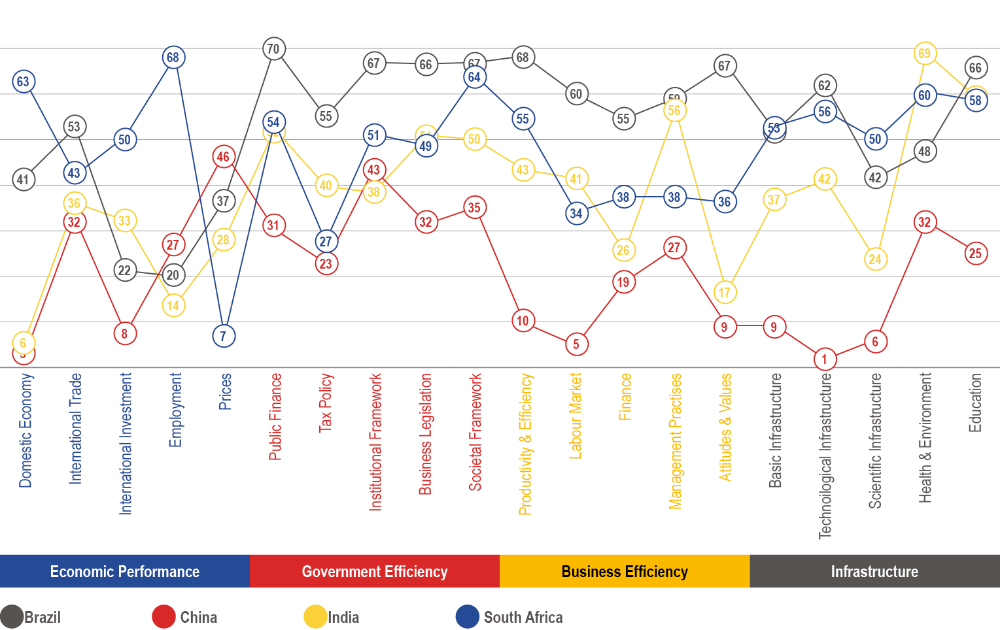 63
41
6
53
43
36
32
50
33
22
8
68
27
20
14
46
37
28
7
70
54
31
55
40
27
23
67
51
43
38
66
49
32
67
64
50
35
68
55
43
10
60
41
34
5
55
38
26
19
59
56
38
27
67
36
17
9
53
37
9
62
56
42
1
50
42
24
6
69
60
48
32
66
58
25
Domestic Economy
International Trade
International Investment
Employment
Prices
Public Finance
Tax Policy
Institutional Framework
Business Legislation
Societal Framework
Productivity & Efficiency
Labour Market
Finance
Management Practises
Attitudes & Values
Basic Infrastructure
Technoilogical Infrastructure
Scientific Infrastructure
Health & Environment
Education
Economic Performance
Government Efficiency
Business Efficiency
Infrastructure
Brazil
China
India
South Africa